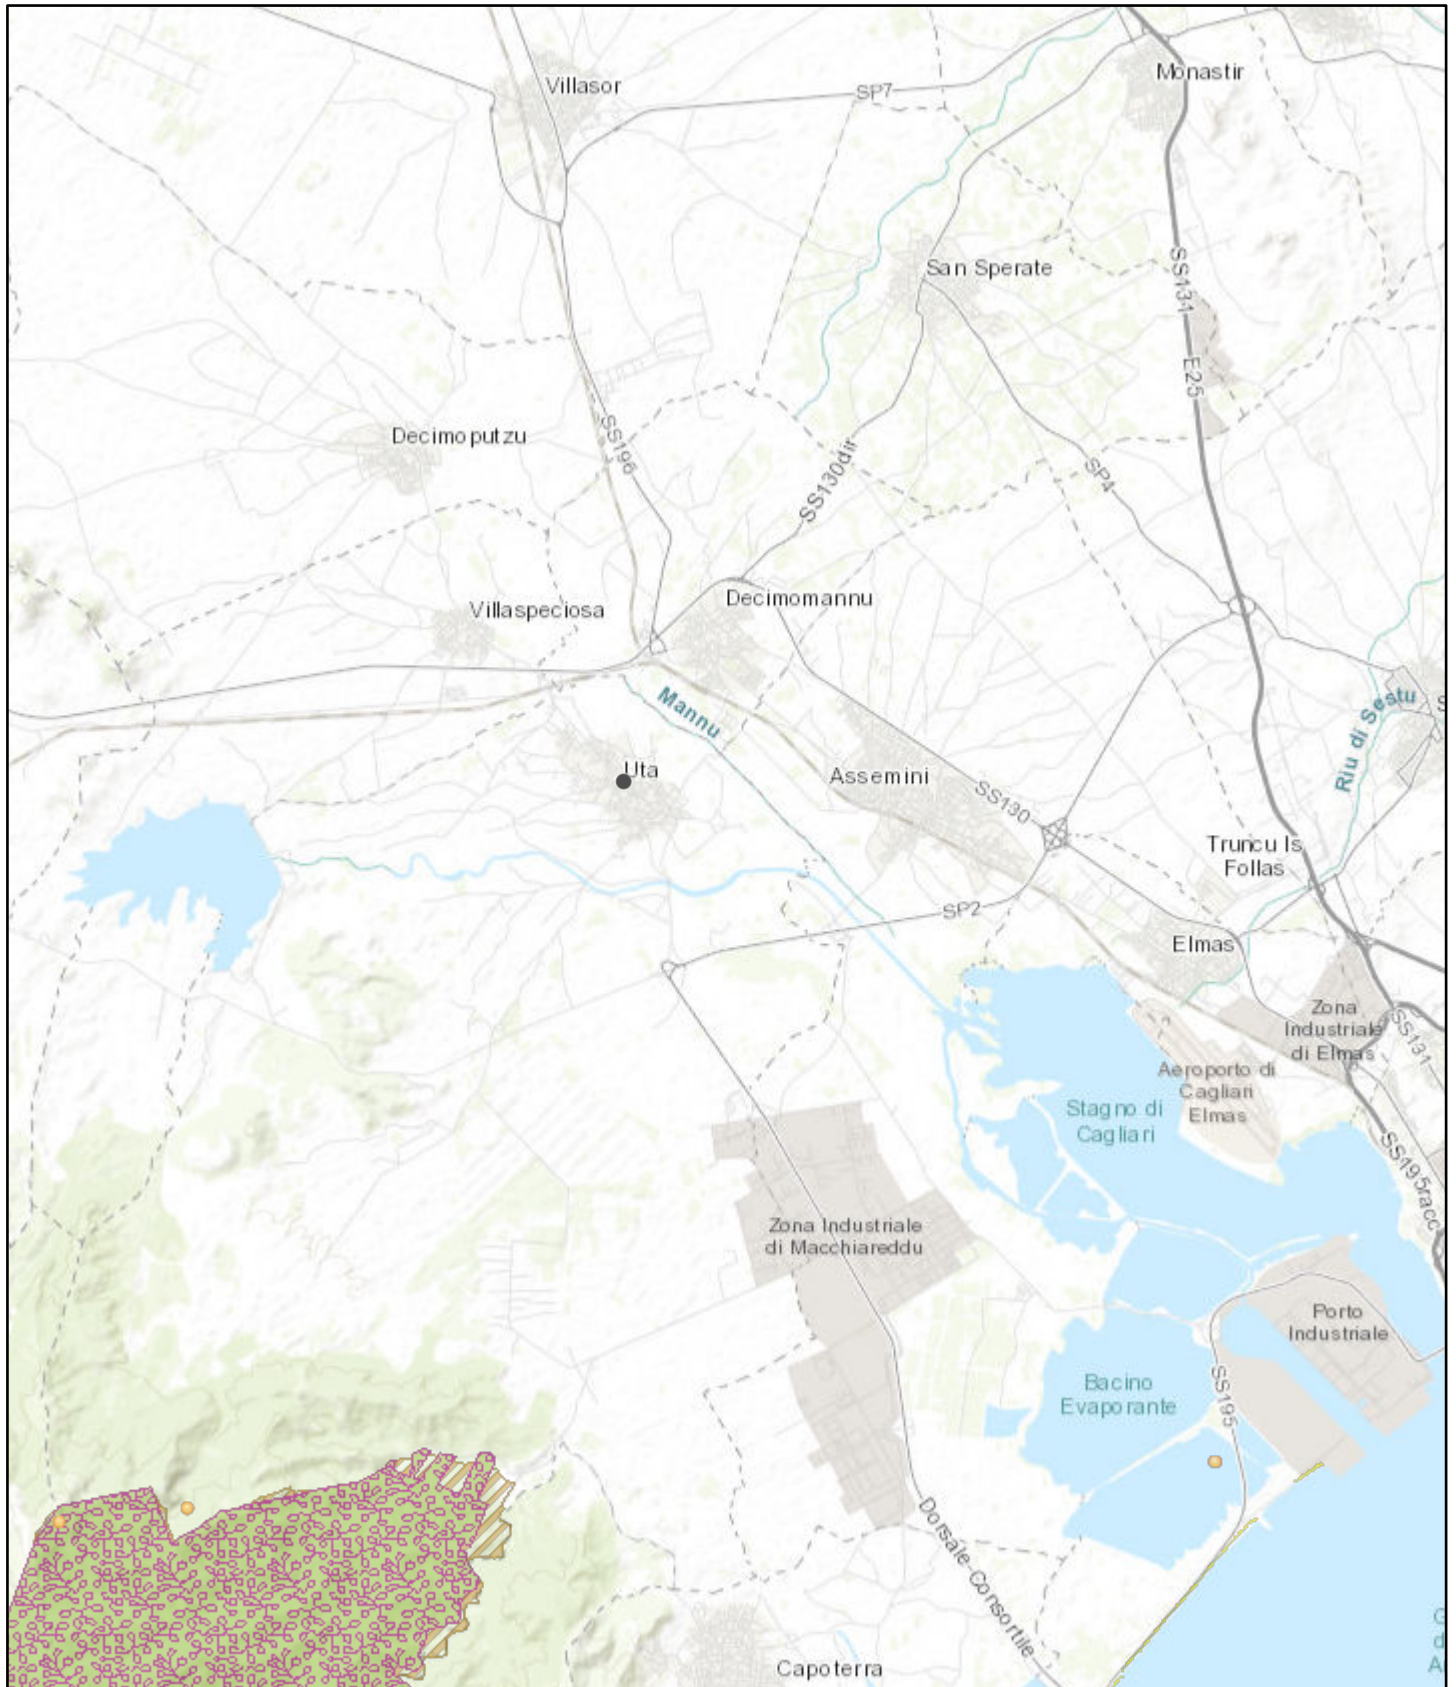 Villasor
Monastir
SP7
San Sperate
SS131
E25
Decimoputzu
SS196
SS130dir
SP4
Villaspeciosa
Decimomannu
Mannu
Riu di Sestu
Uta
Assemini
SS130
Truncu Is
Follas
SP2
Elmas
Zona
Industriale
di Elmas
SS131
Aeroporto di
Cagliari
Elmas
Stagno di
Cagliari
Zona Industriale
di Macchiareddu
Porto
Industriale
Bacino
Evaporante
SS195
Dorsale-Consortile
Capoterra